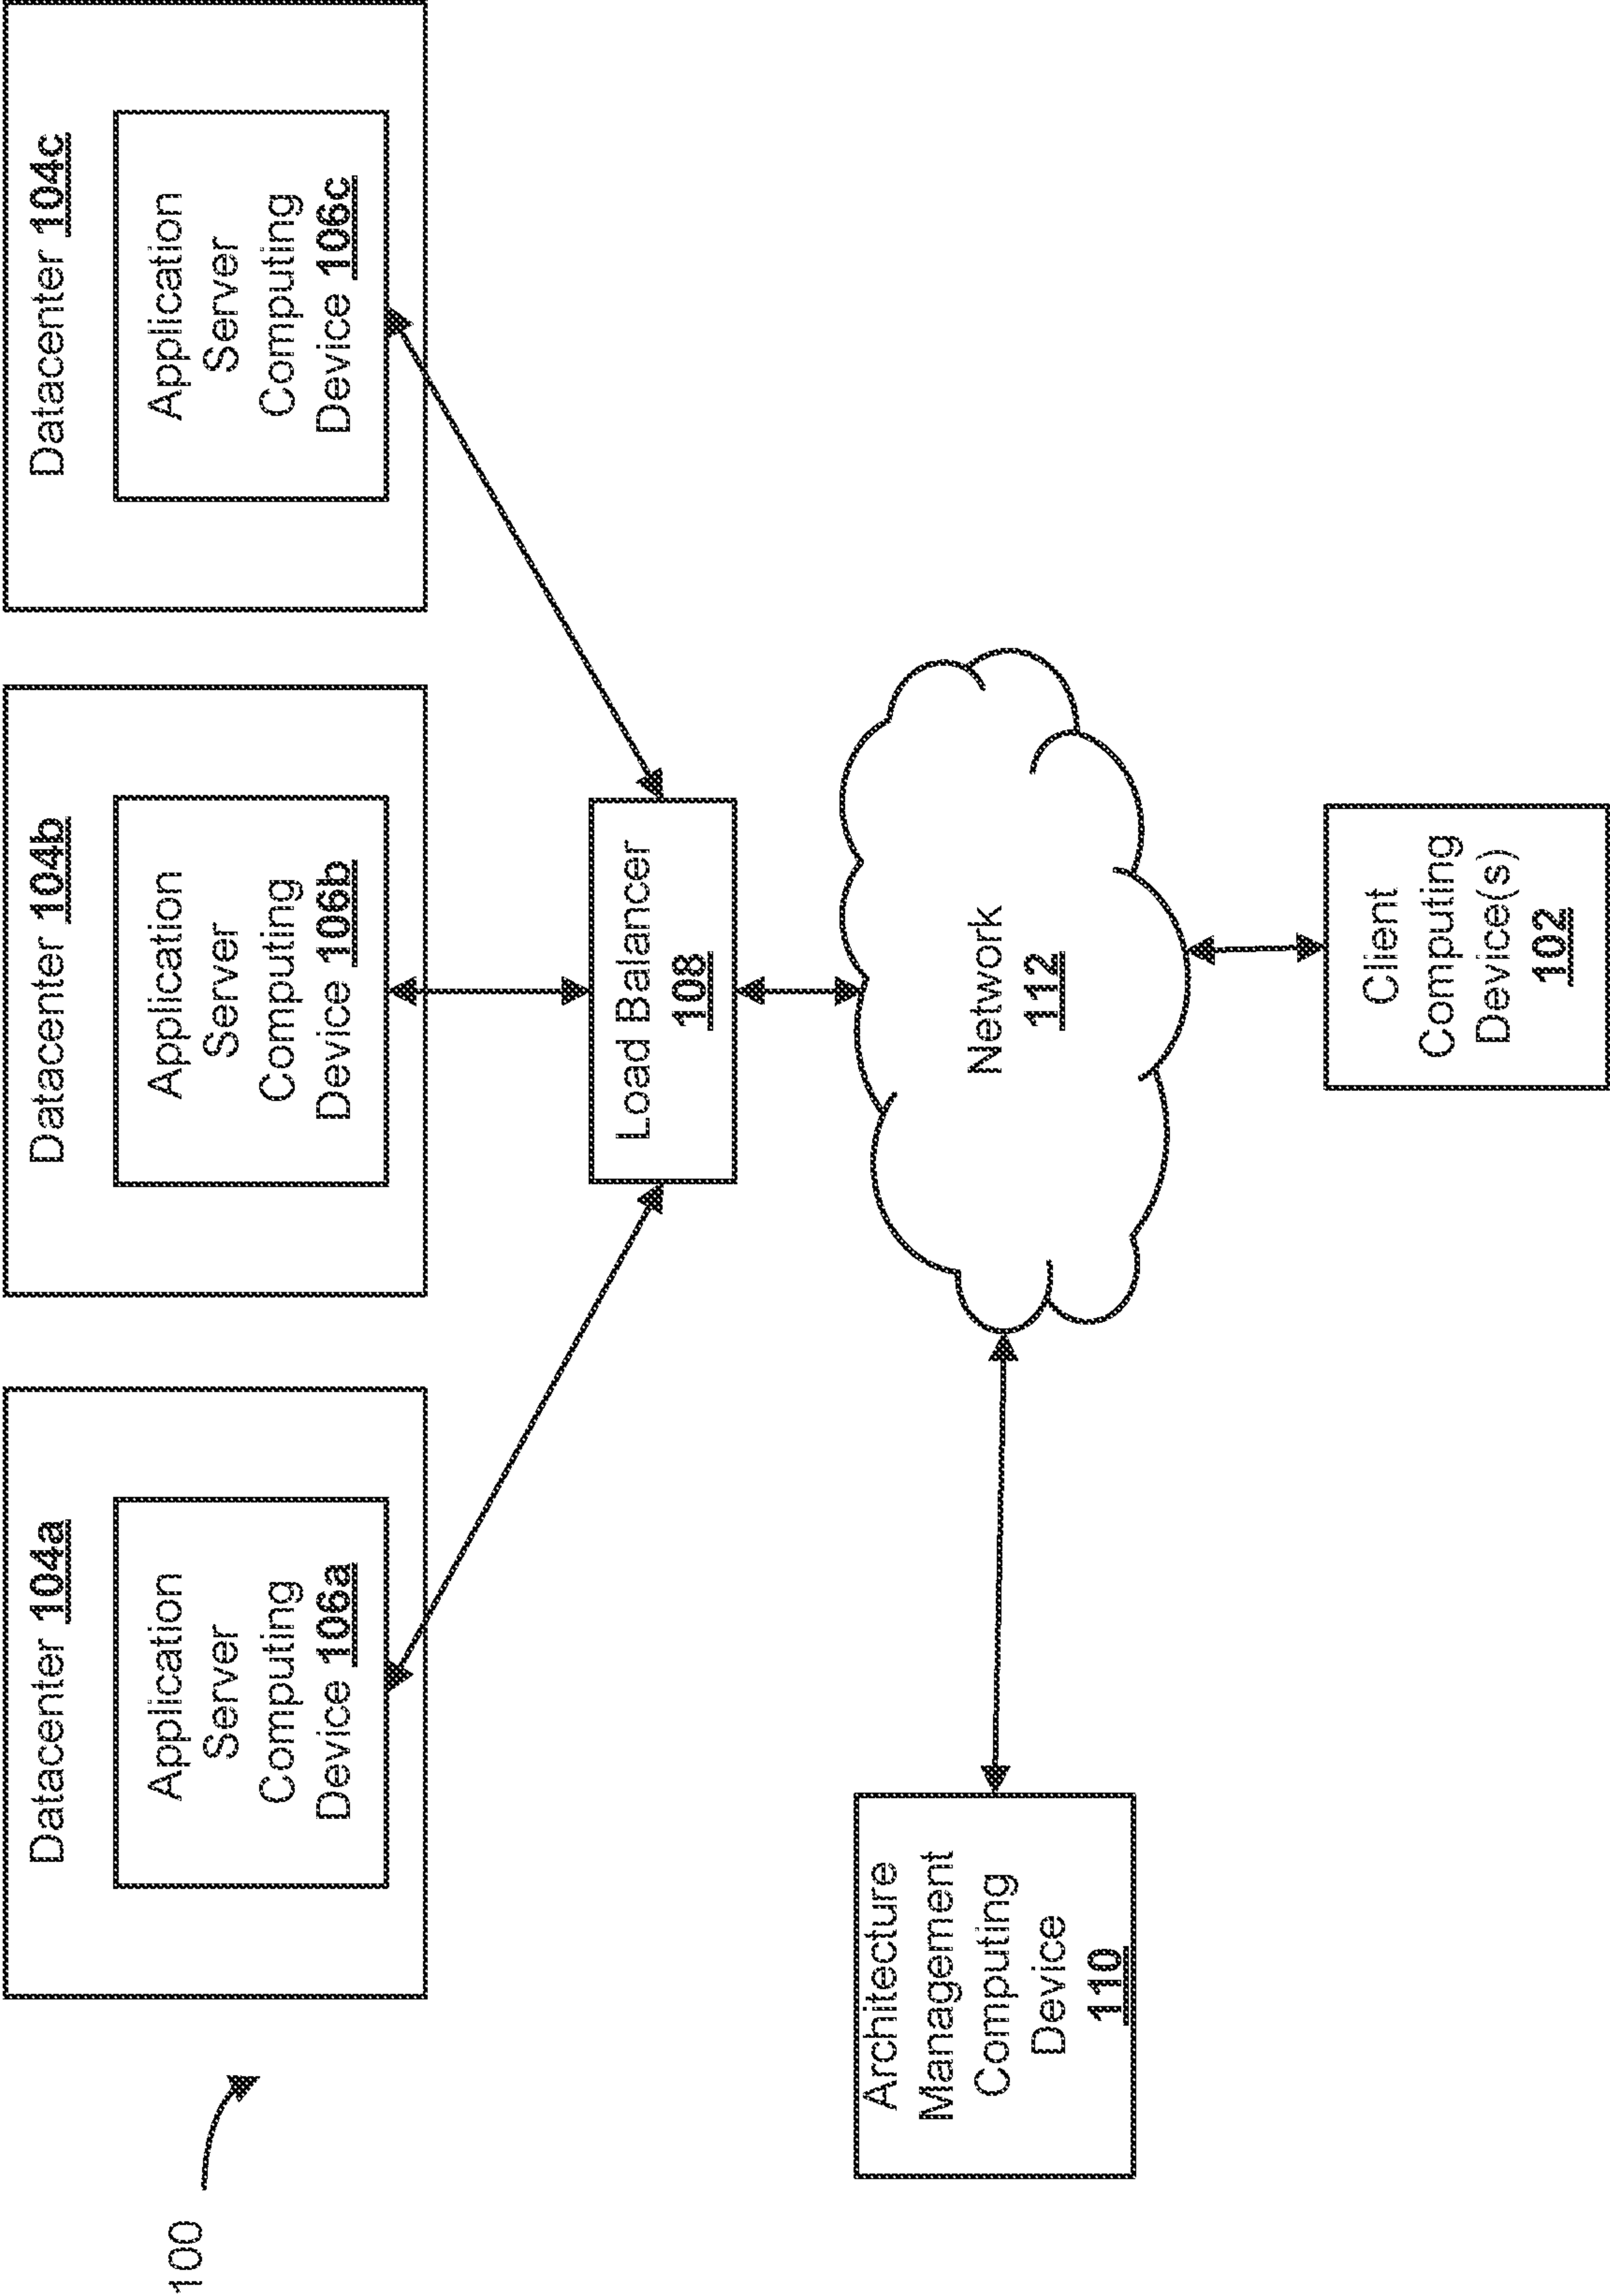 100
Datacenter 104a
Application
Server
Computing
Device 106a
Datacenter 104b
Application
Server
Computing
Device 106b
Datacenter 104c
Application
Server
Computing
Device 106c
Load Balancer
108
Architecture
Management
Computing
Device
110
Network
112
Client
Computing
Device(s)
102